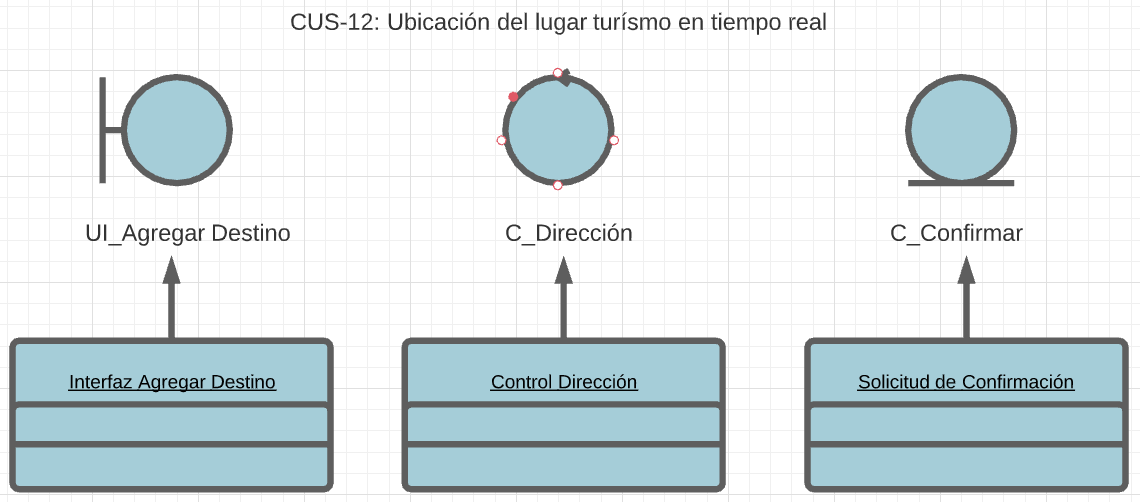 CUS-12: Ubicación del lugar turísmo en tiempo real
UI_Agregar Destino
C_Dirección
C_Confirmar
Interfaz Agregar Destino
Control Dirección
Solicitud de Confirmación